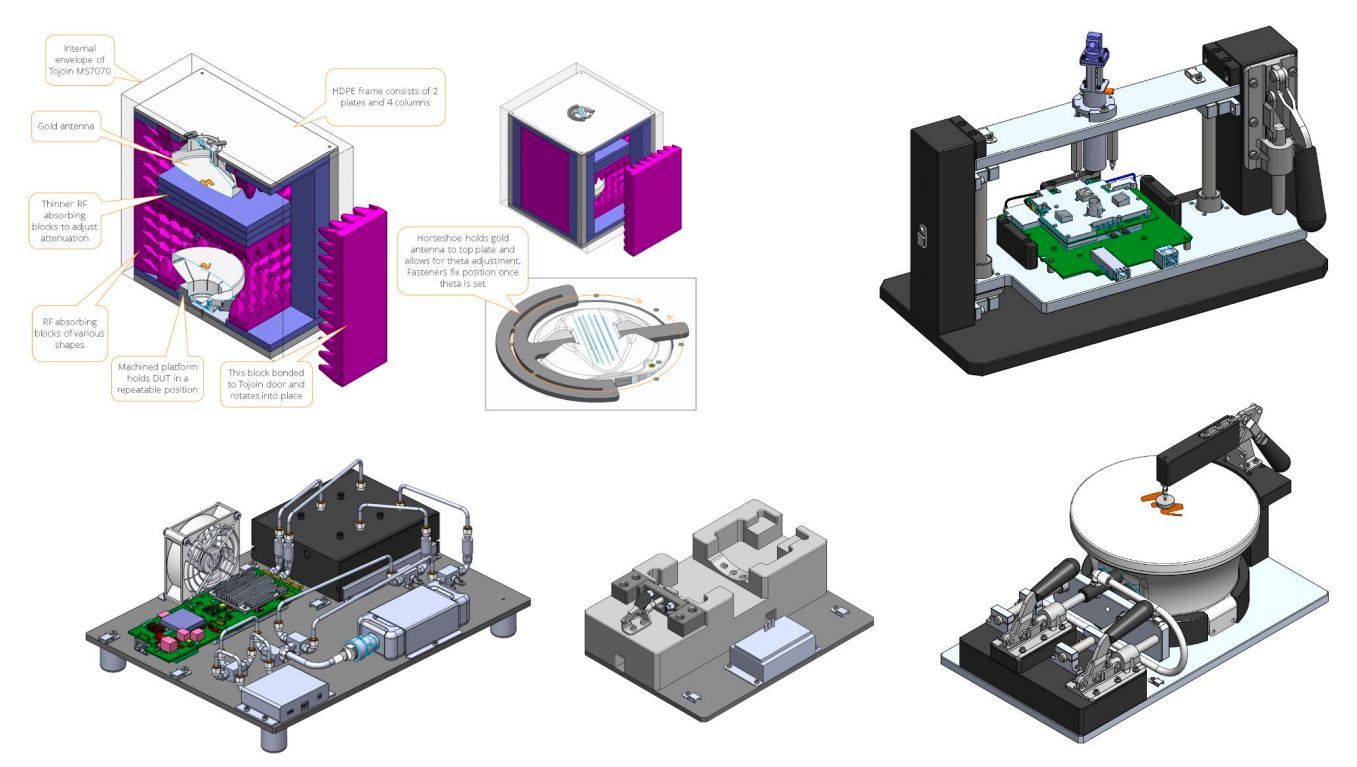 Internal
envelope of
Tojoin MS7070
HDPE frame consists of 2
plates and 4 columns
Gold antenna
Thinner RF
absorbing
blocks to adjust
attenuation
Horseshoe holds gold
antenna to top plate and
allows for theta adjustment.
Fasteners fix position once
theta is set
RF absorbing
blocks of various
shapes
Machined platform
holds DUT in a
repeatable position
This block bonded
to Tojoin door and
rotates into place